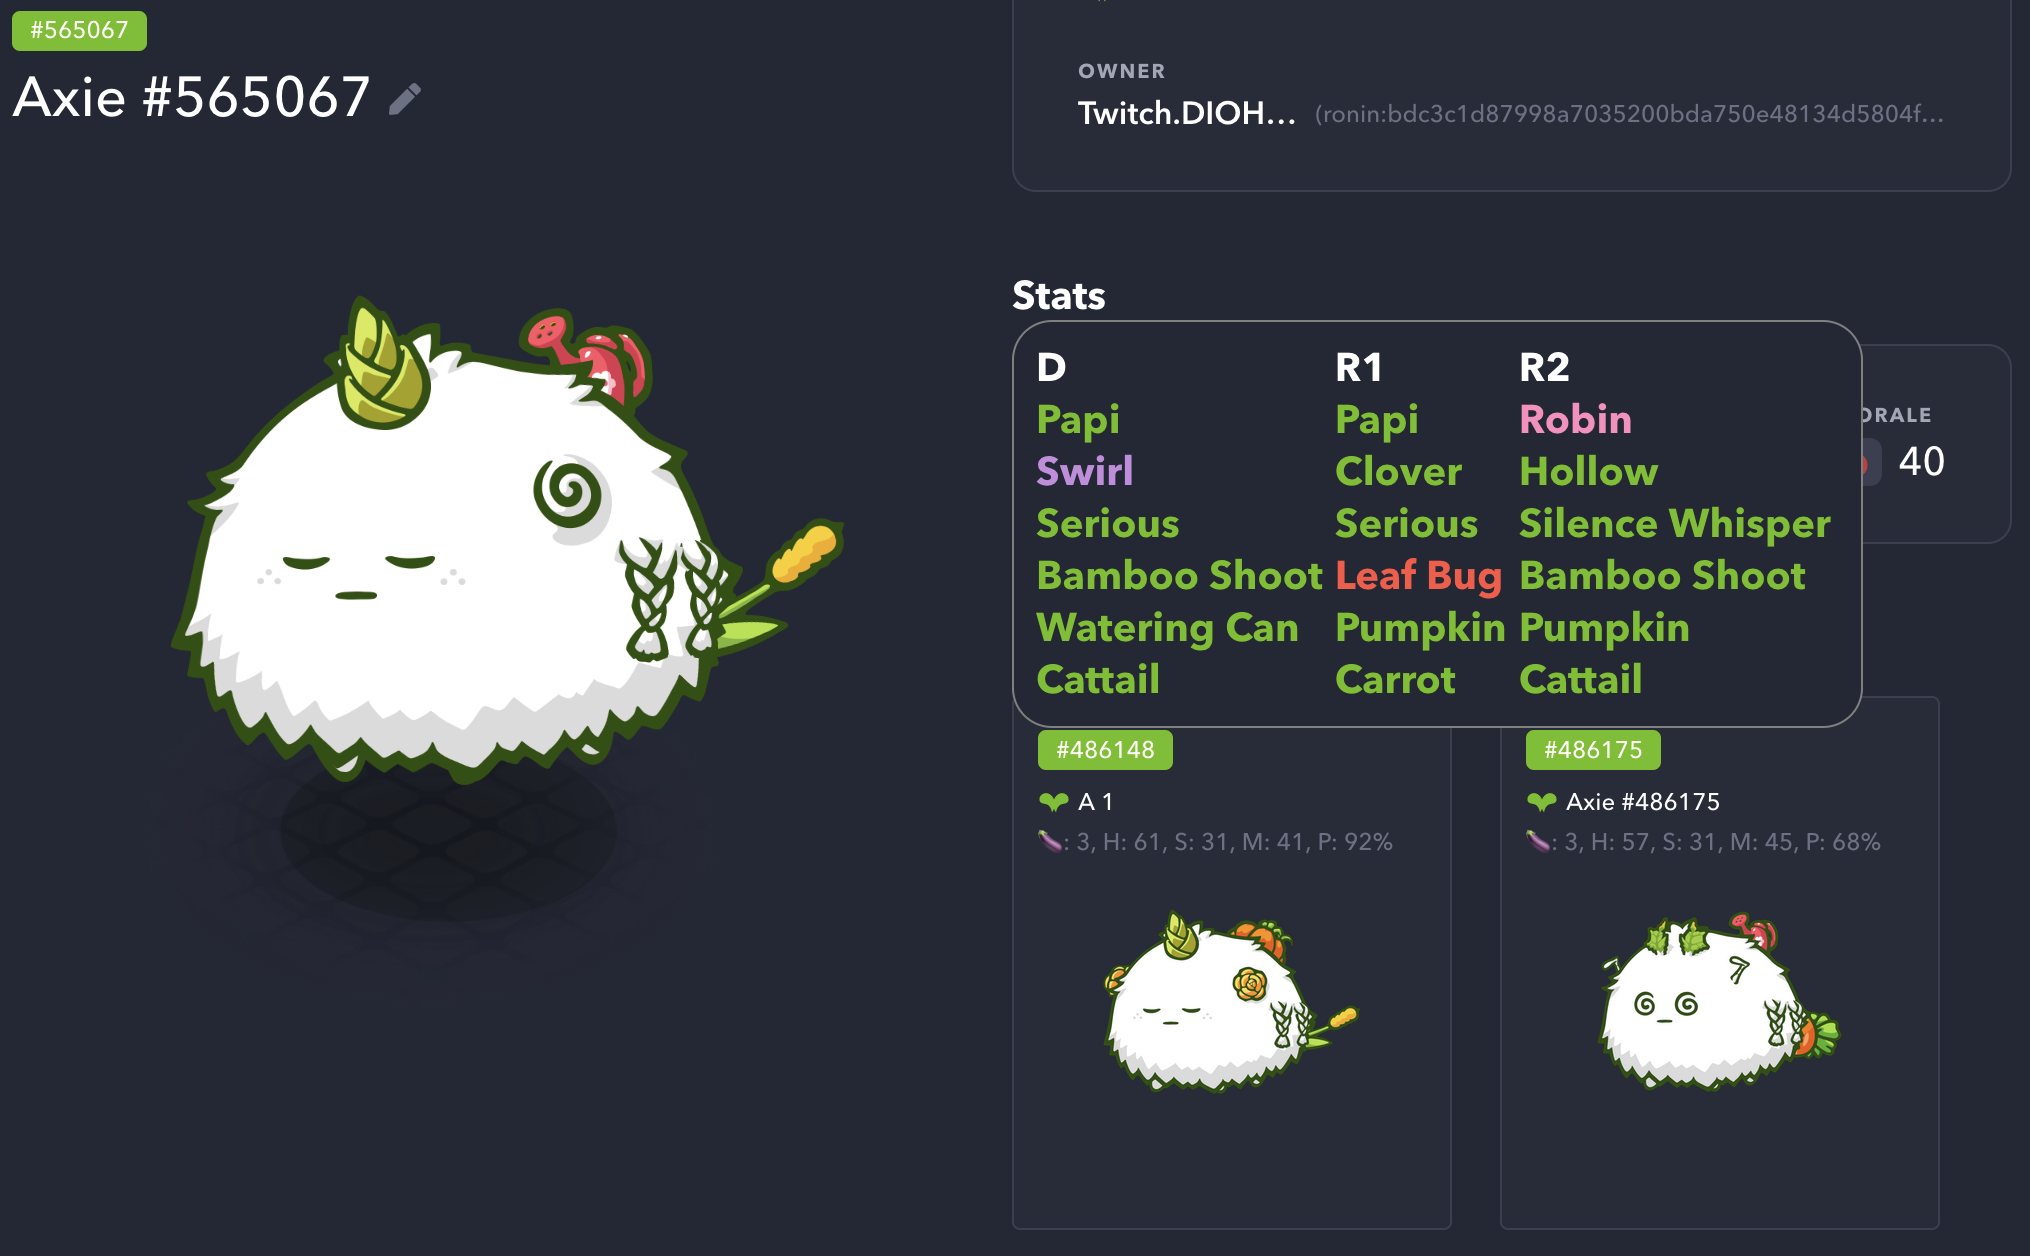 #565067
Axie #565067
OWNER
Twitch.DIOH... (ronin:bdc3c1d87998a7035200bda750e48134d5804f...
Stats
D R1 R2
Papi Papi Robin
Swirl Clover Hollow
Serious Serious Silence Whisper
Bamboo Shoot Leaf Bug Bamboo Shoot
Watering Can Pumpkin Pumpkin
Cattail Carrot Cattail
ORALE
40
#486148
A 1
: 3, H: 61, S: 31, M: 41, P: 92%
#486175
Axie #486175
: 3, H: 57, S: 31, M: 45, P: 68%